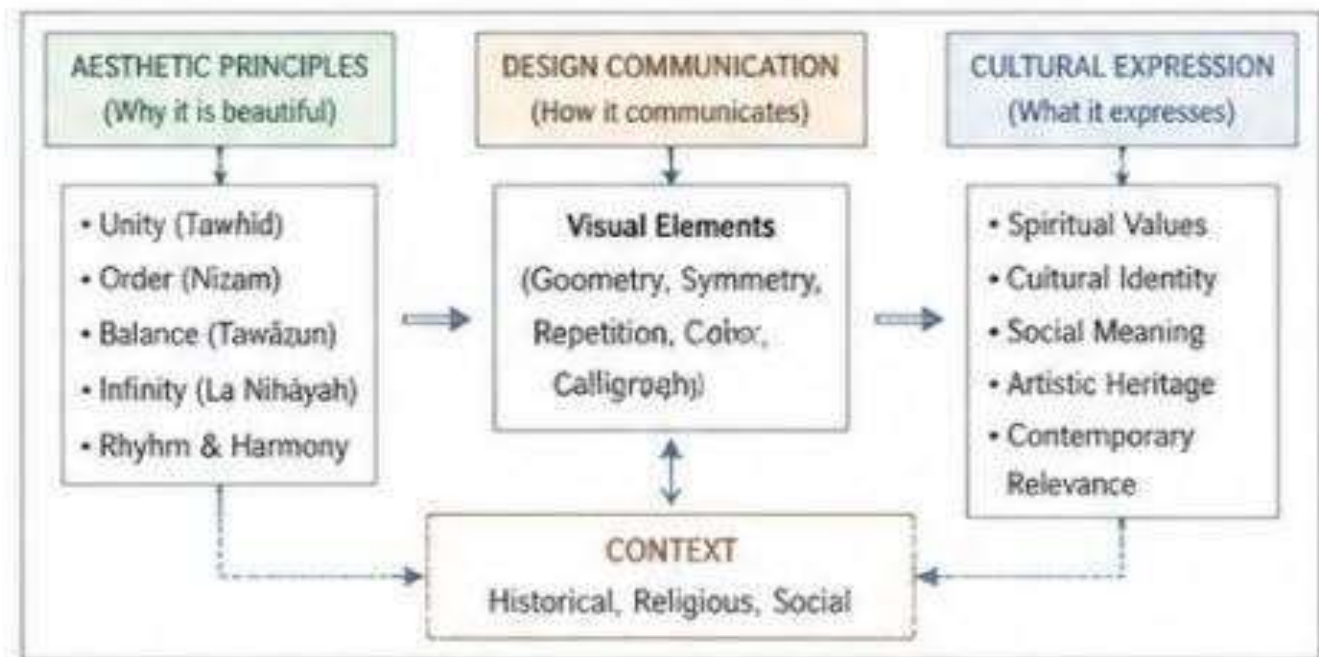 AESTHETIC PRINCIPLES
(Why it is beautiful)
DESIGN COMMUNICATION
(How it communicates)
CULTURAL EXPRESSION
(What it expresses)
• Unity (Tawhid)
• Order (Nizam)
• Balance (Tawāzun)
• Infinity (La Nihāyah)
• Rhyhm & Harmony
Visual Elements
(Goometry, Symmetry,
Repetition,
• Spiritual Values
• Cultural Identity
• Social Meaning
• Artistic Heritage
• Contemporary
Relevance
CONTEXT
Historical, Religious, Social